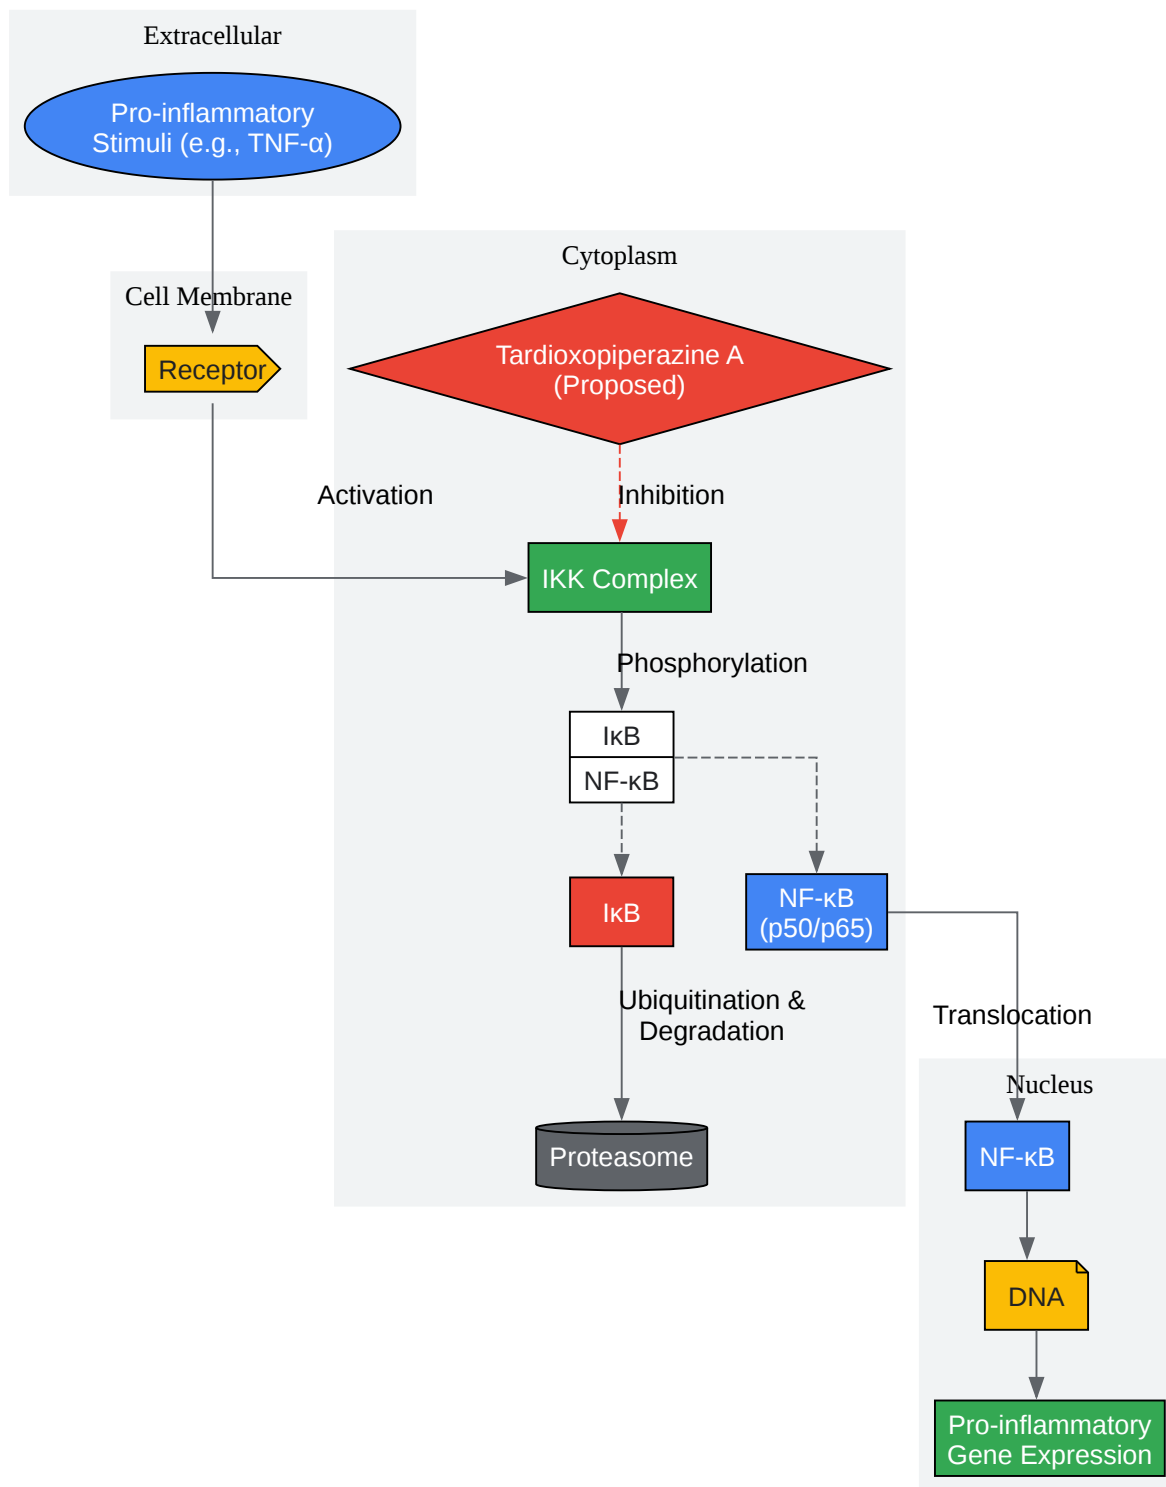 Extracellular
Pro-inflammatory
Stimuli (e.g., TNF-α)
Cytoplasm
Cell Membrane
Receptor
Tardioxopiperazine A
(Proposed)
Activation
Inhibition
IKK Complex
Phosphorylation
IκB
NF-κB
IκB
NF-κB
(p50/p65)
Ubiquitination &
Degradation
Translocation
Nucleus
Proteasome
NF-κB
DNA
Pro-inflammatory
Gene Expression